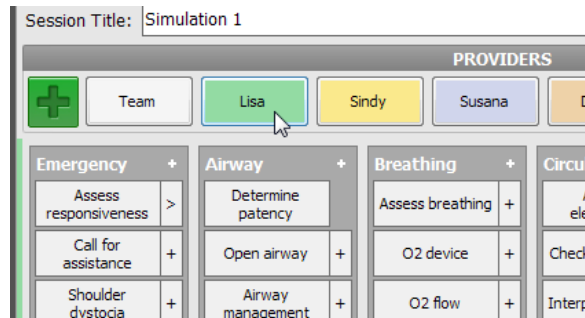 Session Title: Simulation 1
PROVIDERS
Team Lisa Sindy Susana
Emergency + Airway + Breathing +
Assess
responsiveness >
Determine
patency
Assess breathing +
Call for
assistance +
Open airway +
O2 device +
Shoulder
dystocia +
Airway
management +
O2 flow +